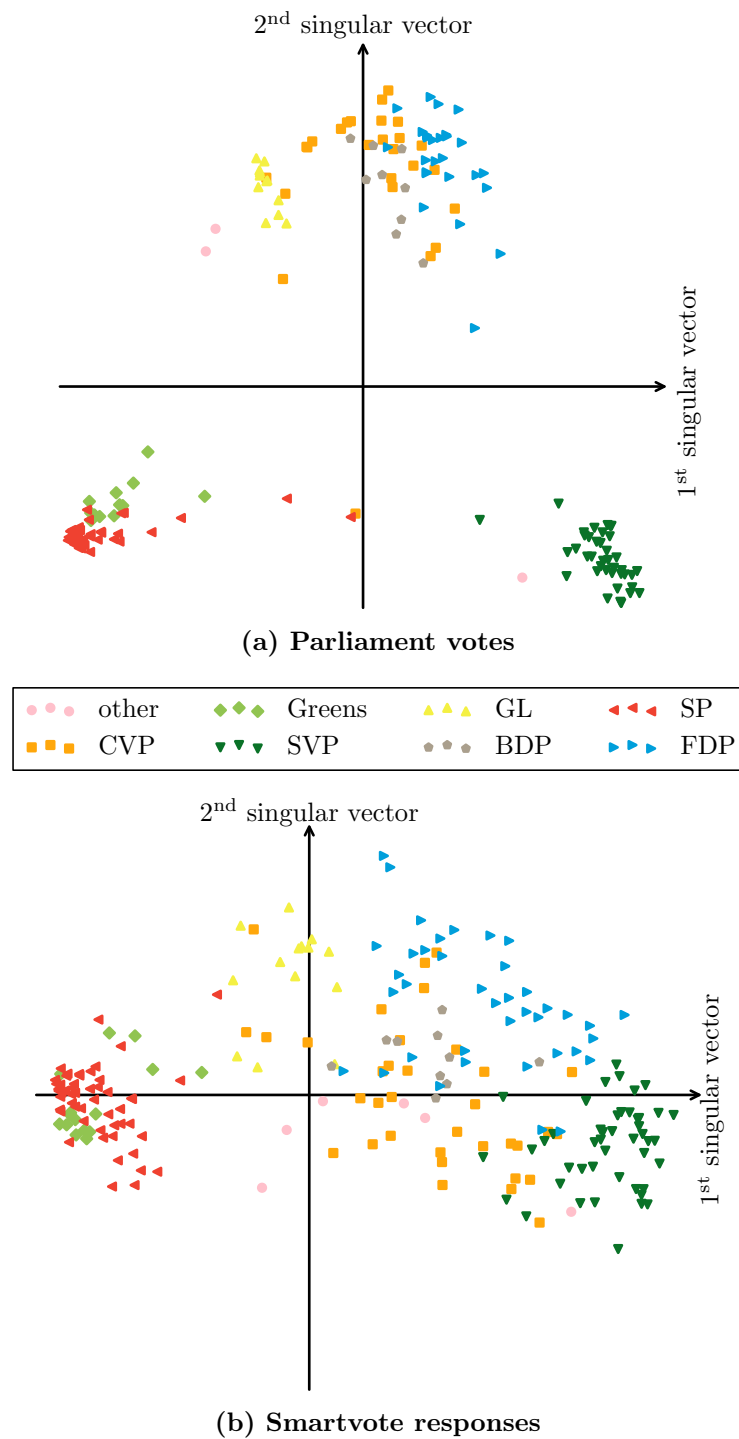 2nd singular vector
1st singular vector
(a) Parliament votes
other Greens GL SP
CVP SVP BDP FDP
2nd singular vector
1st singular vector
(b) Smartvote responses